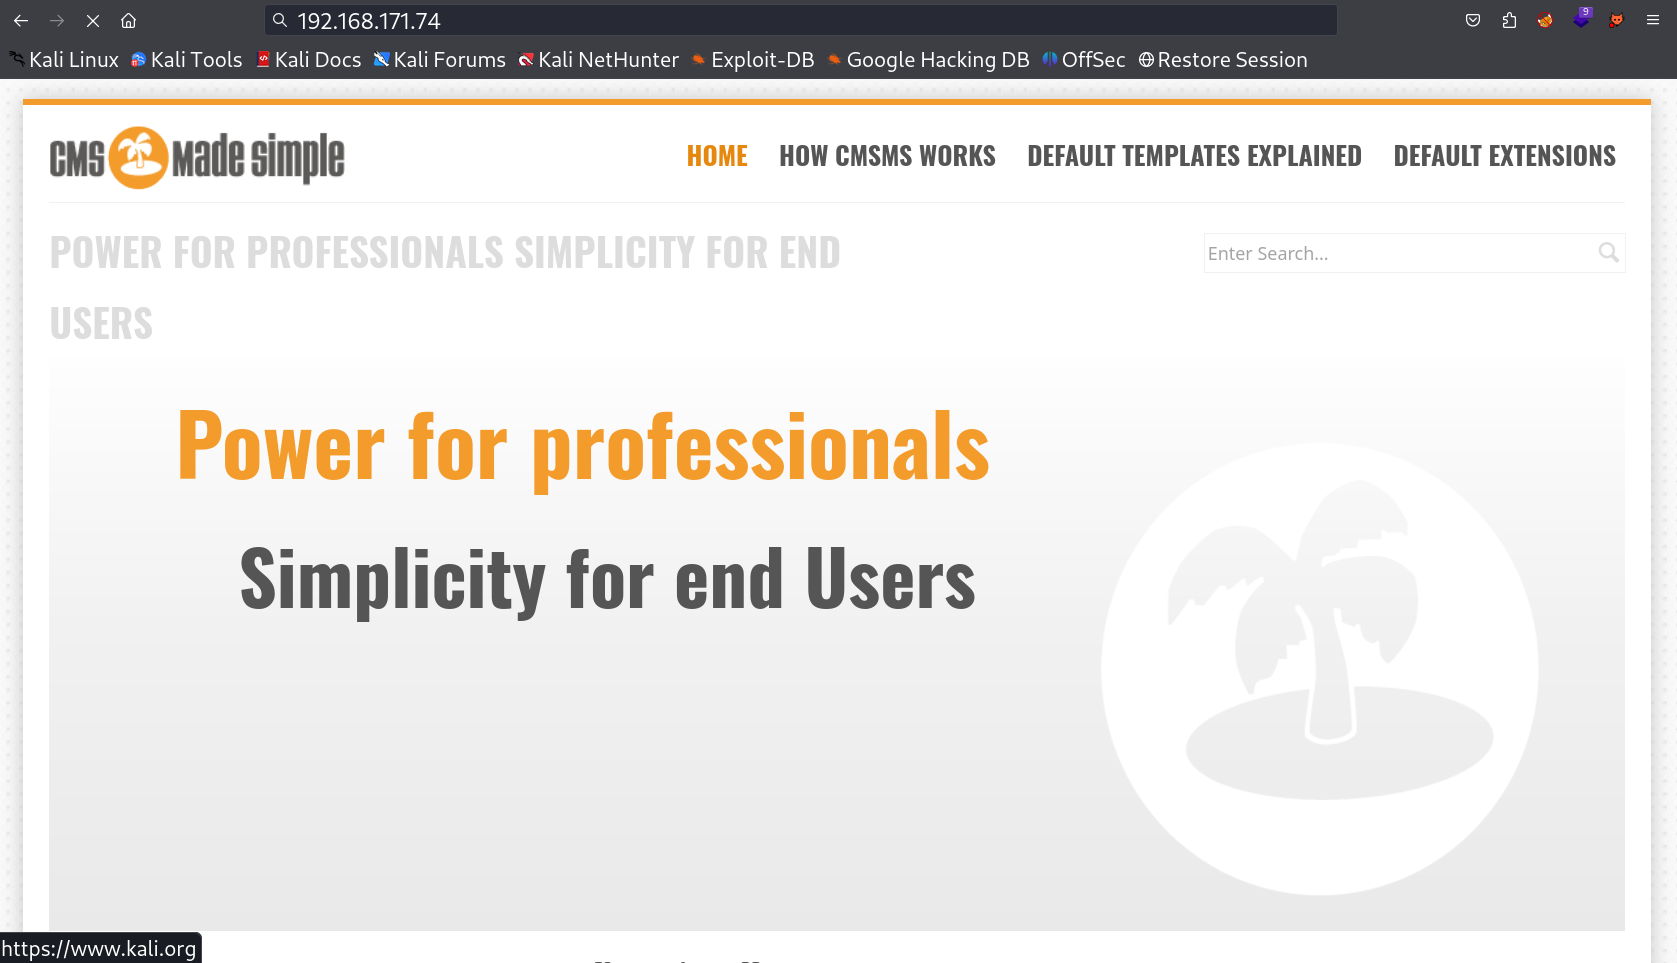 192.168.171.74
9
Kali Linux Kali Tools Kali Docs Kali Forums Kali NetHunter Exploit-DB Google Hacking DB OffSec Restore Session
CMS Made Simple
HOME HOW CMSMS WORKS DEFAULT TEMPLATES EXPLAINED DEFAULT EXTENSIONS
POWER FOR PROFESSIONALS SIMPLICITY FOR END
USERS
Enter Search...
Power for professionals
Simplicity for end Users
https://www.kali.org